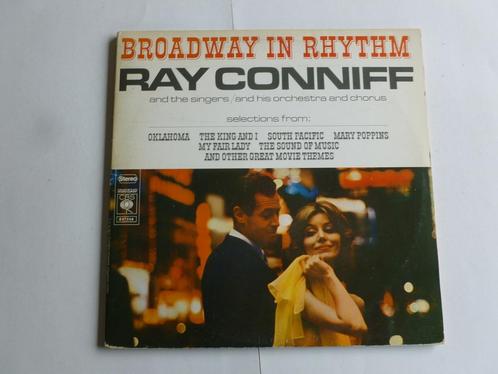 BROADWAY IN RHYTHM
RAY CONNIFF
and the singers/and his orchestra and chorus
selections from:
OKLAHOMA THE KING AND I SOUTH PACIFIC MARY POPPINS
MY FAIR LADY THE SOUND OF MUSIC
AND OTHER GREAT MOVIE THEMES
Stereo
CBS